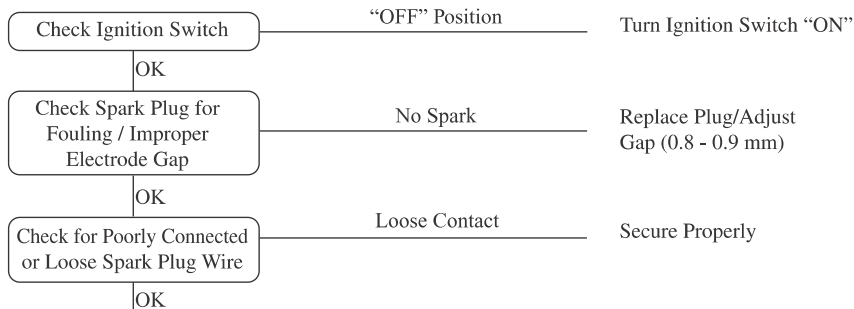 Check Ignition Switch
“OFF” Position
Turn Ignition Switch “ON”
OK
Check Spark Plug for
Fouling / Improper
Electrode Gap
No Spark
Replace Plug/Adjust
Gap (0.8 - 0.9 mm)
OK
Check for Poorly Connected
or Loose Spark Plug Wire
Loose Contact
Secure Properly
OK